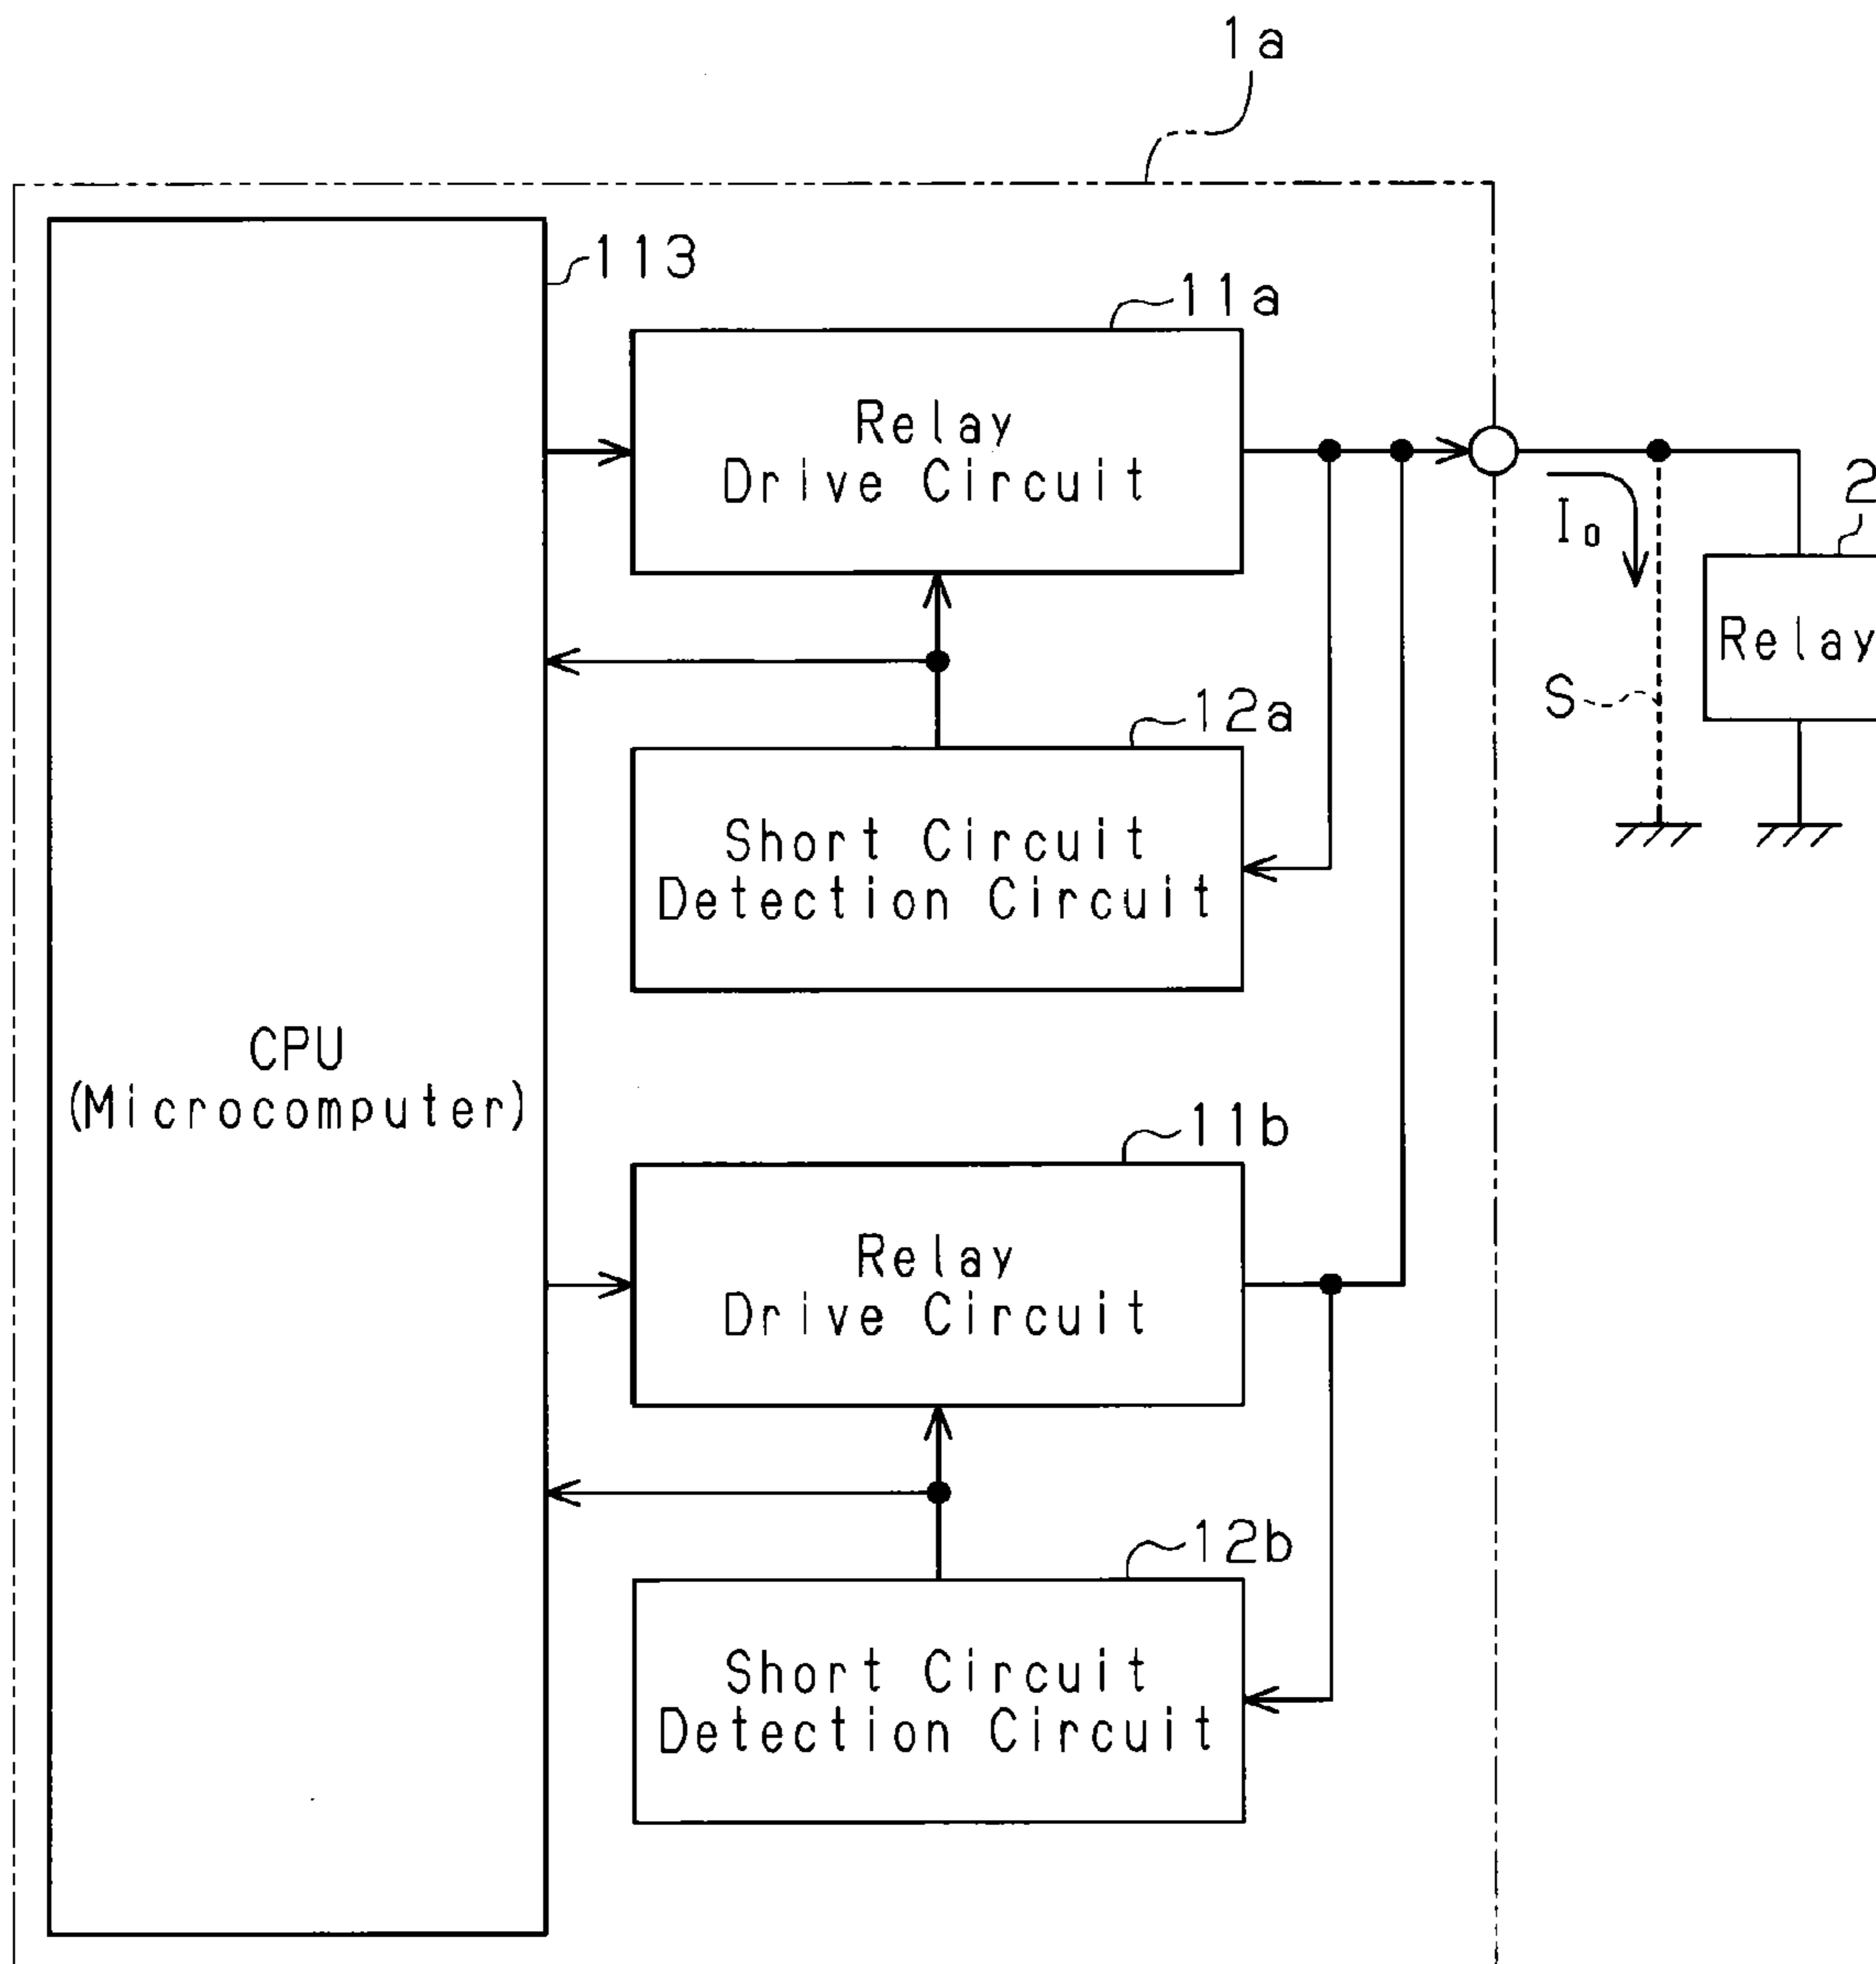 1a
113
11a
Relay
Drive Circuit
2
I0
Relay
S
12a
Short Circuit
Detection Circuit
CPU
(Microcomputer)
11b
Relay
Drive Circuit
12b
Short Circuit
Detection Circuit